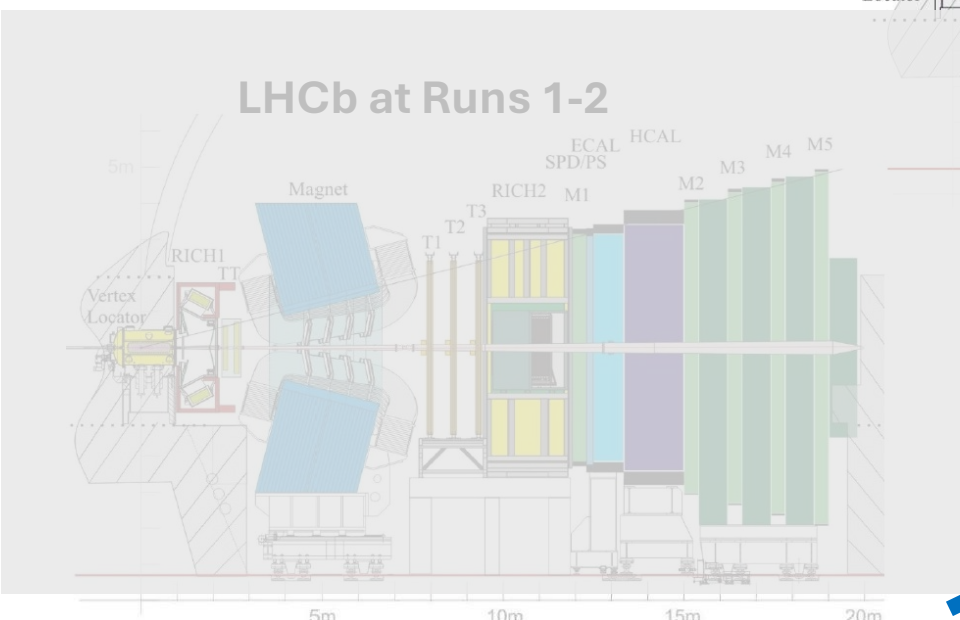 LHCb at Runs 1-2
5m
Magnet
RICH1
TT
Vertex
Locator
T1
T2
T3
RICH2
SPD/PS
ECAL
HCAL
M1
M2
M3
M4
M5
5m
10m
15m
20m